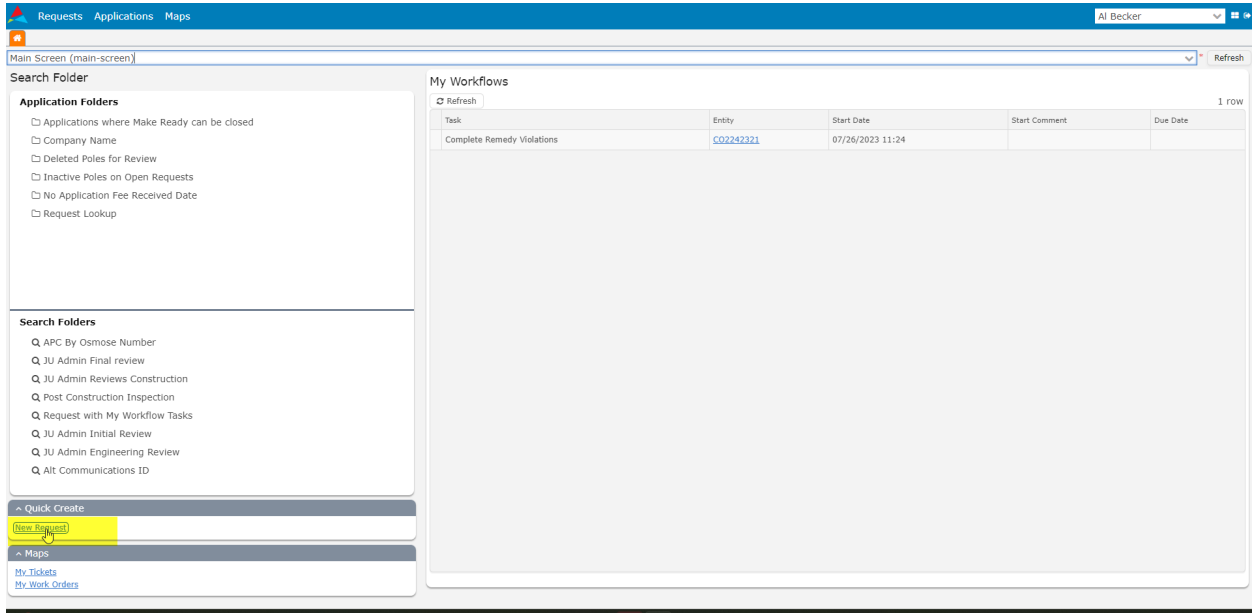 Requests Applications Maps
Al Becker
Main Screen (main-screen)
* Refresh
Search Folder
Application Folders
Applications where Make Ready can be closed
Company Name
Deleted Poles for Review
Inactive Poles on Open Requests
No Application Fee Received Date
Request Lookup
Search Folders
APC By Osmose Number
JU Admin Final review
JU Admin Reviews Construction
Post Construction Inspection
Request with My Workflow Tasks
JU Admin Initial Review
JU Admin Engineering Review
Alt Communications ID
Quick Create
New Request
Maps
My Tickets
My Work Orders
My Workflows
Refresh
1 row
Task Entity Start Date Start Comment Due Date
Complete Remedy Violations CO2242321 07/26/2023 11:24